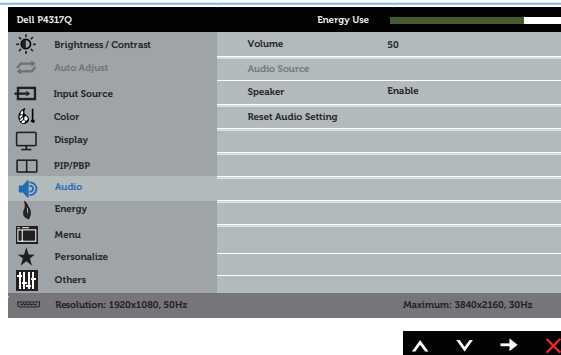 Dell P4317Q Energy Use
Brightness / Contrast Volume 50
Auto Adjust Audio Source
Input Source Speaker Enable
Color Reset Audio Setting
Display
PIP/PBP
Audio
Energy
Menu
Personalize
Others
Resolution: 1920x1080, 50Hz Maximum: 3840x2160, 30Hz